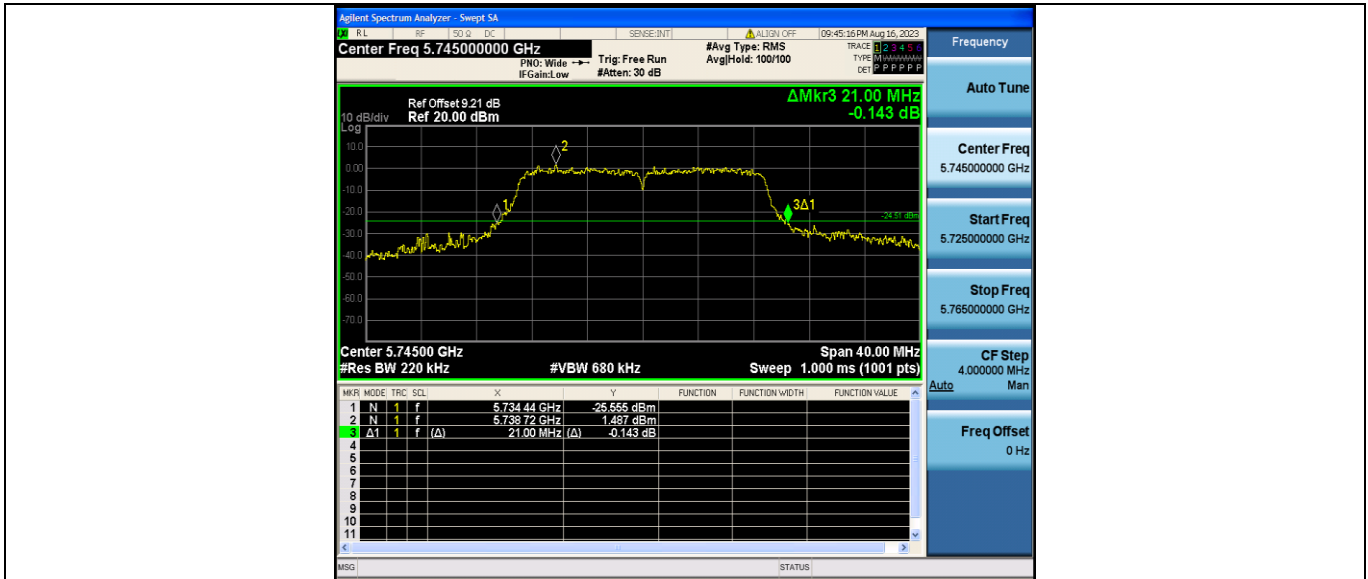 Agilent Spectrum Analyzer - Swept SA
RL RF 50 Ω DC SENSE:INT ALIGN OFF 09:45:16 PM Aug 16, 2023
Center Freq 5.745000000 GHz
PNO: Wide
IFGain:Low
Trig: Free Run
#Atten: 30 dB
#Avg Type: RMS
Avg|Hold: 100/100
TRACE 1 2 3 4 5 6
TYPE M
DET P P P P P P
Frequency
ΔMkr3 21.00 MHz
-0.143 dB
Ref Offset 9.21 dB
10 dB/div Ref 20.00 dBm
Log
10.0
0.00
-10.0
-20.0
-30.0
-40.0
-50.0
-60.0
-70.0
2
1
3Δ1
-24.51 dBm
Center 5.74500 GHz Span 40.00 MHz
#Res BW 220 kHz #VBW 680 kHz Sweep 1.000 ms (1001 pts)
MKR MODE TRC SCL X Y FUNCTION FUNCTION WIDTH FUNCTION VALUE
1 N 1 f 5.734 44 GHz -25.555 dBm
2 N 1 f 5.738 72 GHz 1.487 dBm
3 Δ1 1 f (Δ) 21.00 MHz (Δ) -0.143 dB
4
5
6
7
8
9
10
11
MSG STATUS
Auto Tune
Center Freq
5.745000000 GHz
Start Freq
5.725000000 GHz
Stop Freq
5.765000000 GHz
CF Step
4.000000 MHz
Auto Man
Freq Offset
0 Hz